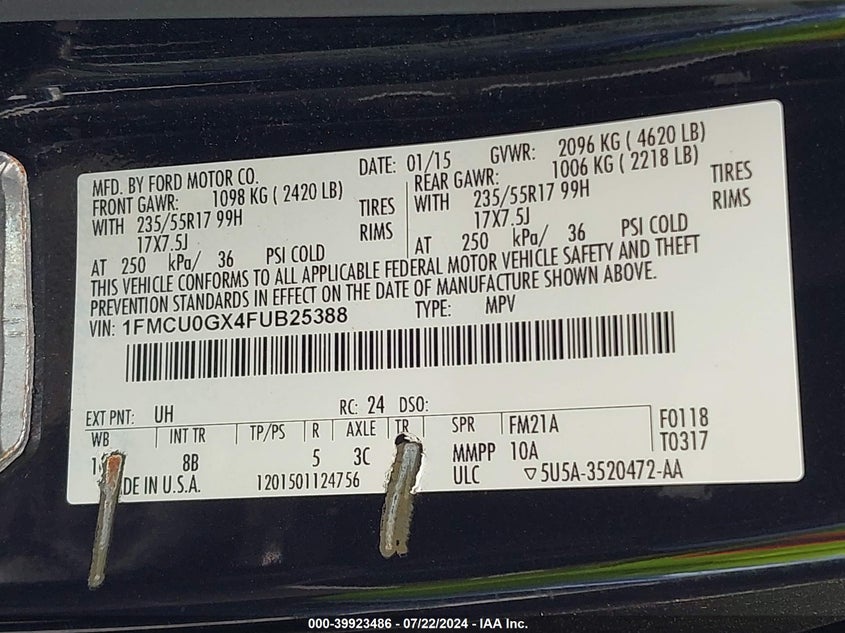 MFD. BY FORD MOTOR CO. DATE: 01/15 GVWR: 2096 KG ( 4620 LB)
FRONT GAWR: 1098 KG ( 2420 LB) REAR GAWR: 1006 KG ( 2218 LB)
WITH 235/55R17 99H TIRES WITH 235/55R17 99H TIRES
17X7.5J RIMS 17X7.5J RIMS
AT 250 kPa/ 36 PSI COLD AT 250 kPa/ 36 PSI COLD
THIS VEHICLE CONFORMS TO ALL APPLICABLE FEDERAL MOTOR VEHICLE SAFETY AND THEFT
PREVENTION STANDARDS IN EFFECT ON THE DATE OF MANUFACTURE SHOWN ABOVE.
VIN: 1FMCU0GX4FUB25388 TYPE: MPV
EXT PNT: UH RC: 24 DSO:
WB INT TR TP/PS R AXLE TR SPR FM21A F0118
8B 5 3C MMPP 10A T0317
DE IN U.S.A. 1201501124756 ULC ▽5U5A-3520472-AA
000-39923486 - 07/22/2024 - IAA Inc.